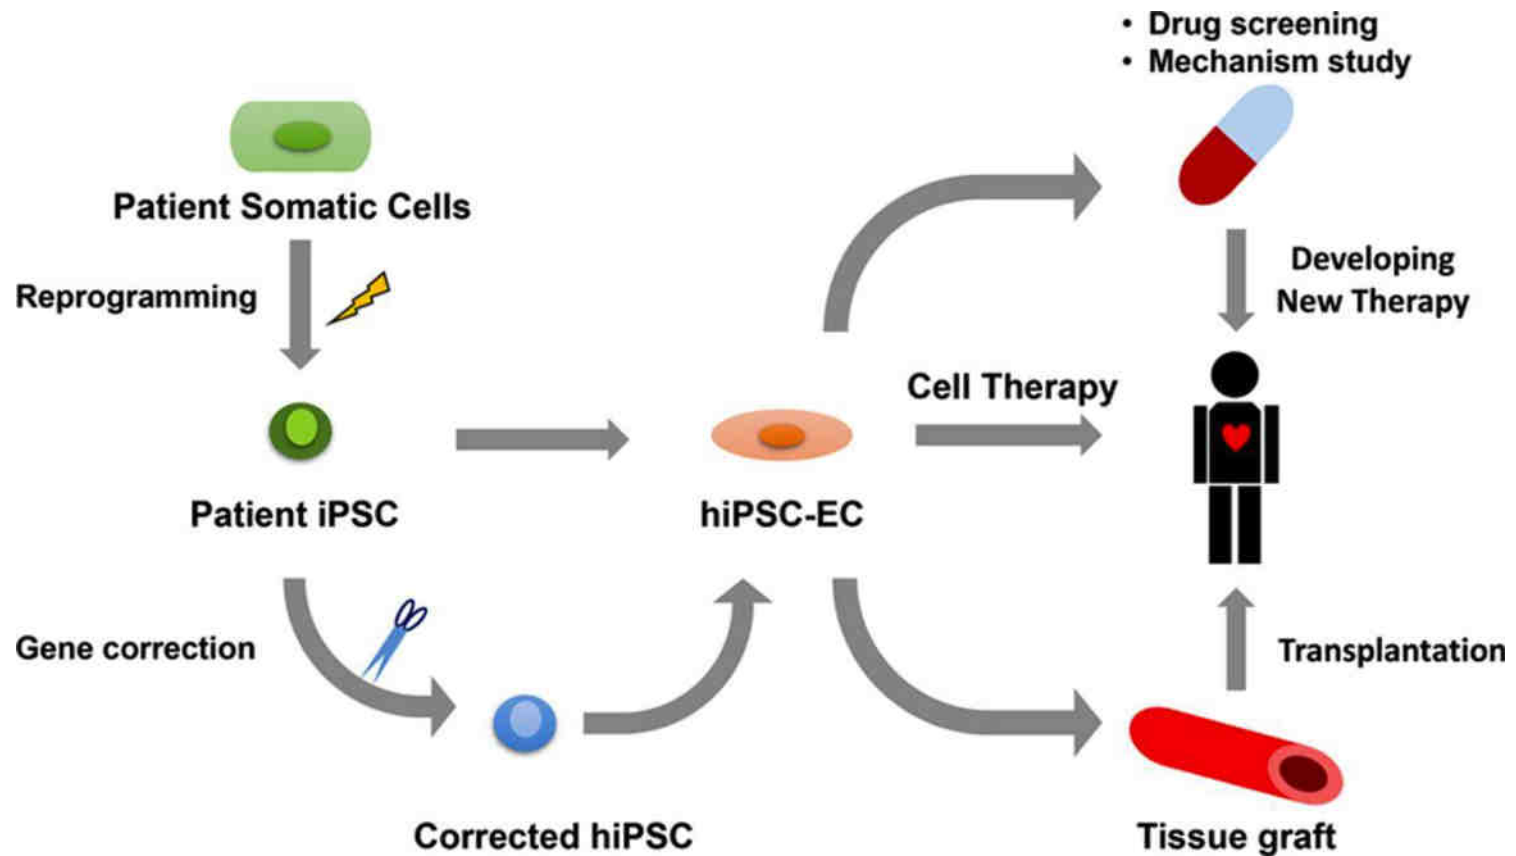 • Drug screening
• Mechanism study
Patient Somatic Cells
Reprogramming
Developing
New Therapy
Cell Therapy
Patient iPSC
hiPSC-EC
Gene correction
Transplantation
Corrected hiPSC
Tissue graft